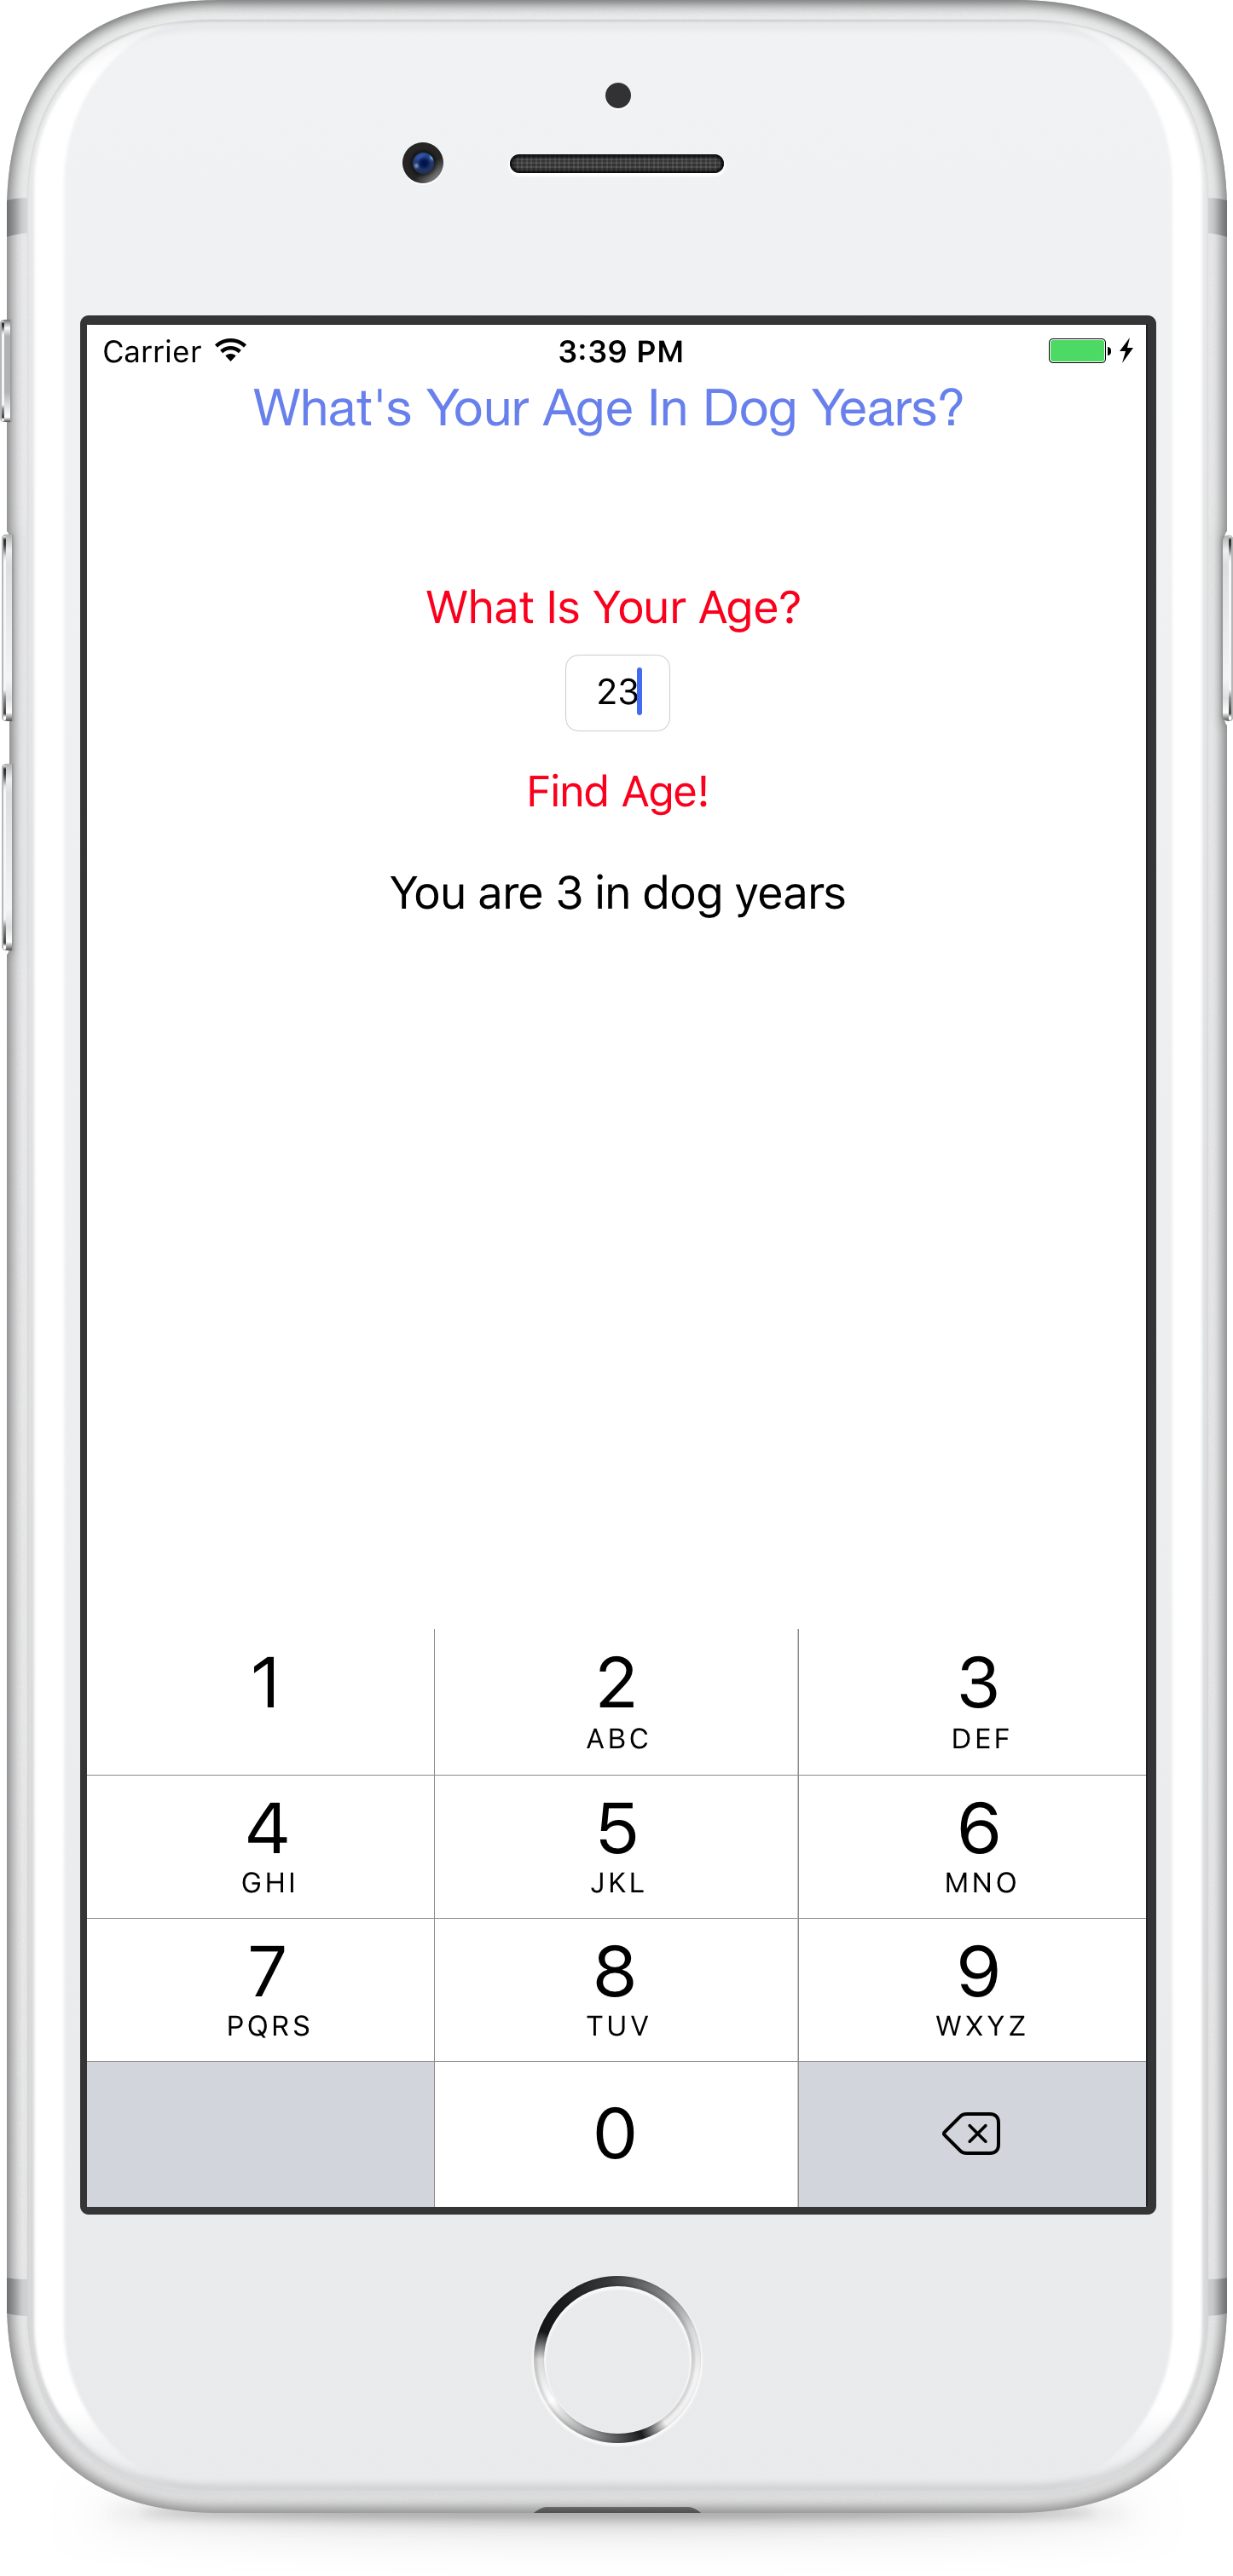 Carrier 3:39 PM
What's Your Age In Dog Years?
What Is Your Age?
23
Find Age!
You are 3 in dog years
1 2 3
ABC DEF
4 5 6
GHI JKL MNO
7 8 9
PQRS TUV WXYZ
0